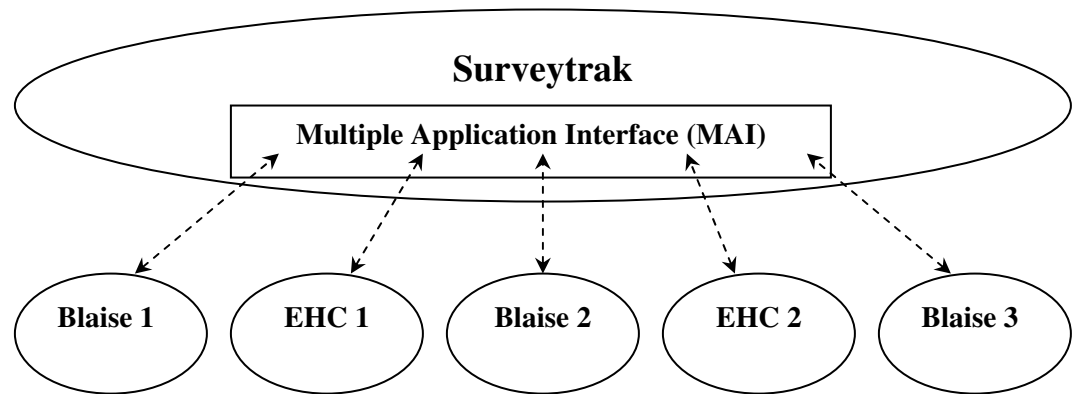 Surveytrak
Multiple Application Interface (MAI)
Blaise 1
EHC 1
Blaise 2
EHC 2
Blaise 3